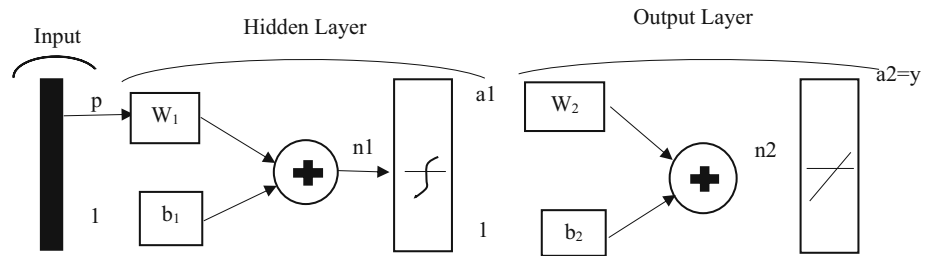 Input
Hidden Layer
Output Layer
p
W1
n1
a1
W2
n2
a2=y
1
b1
1
b2